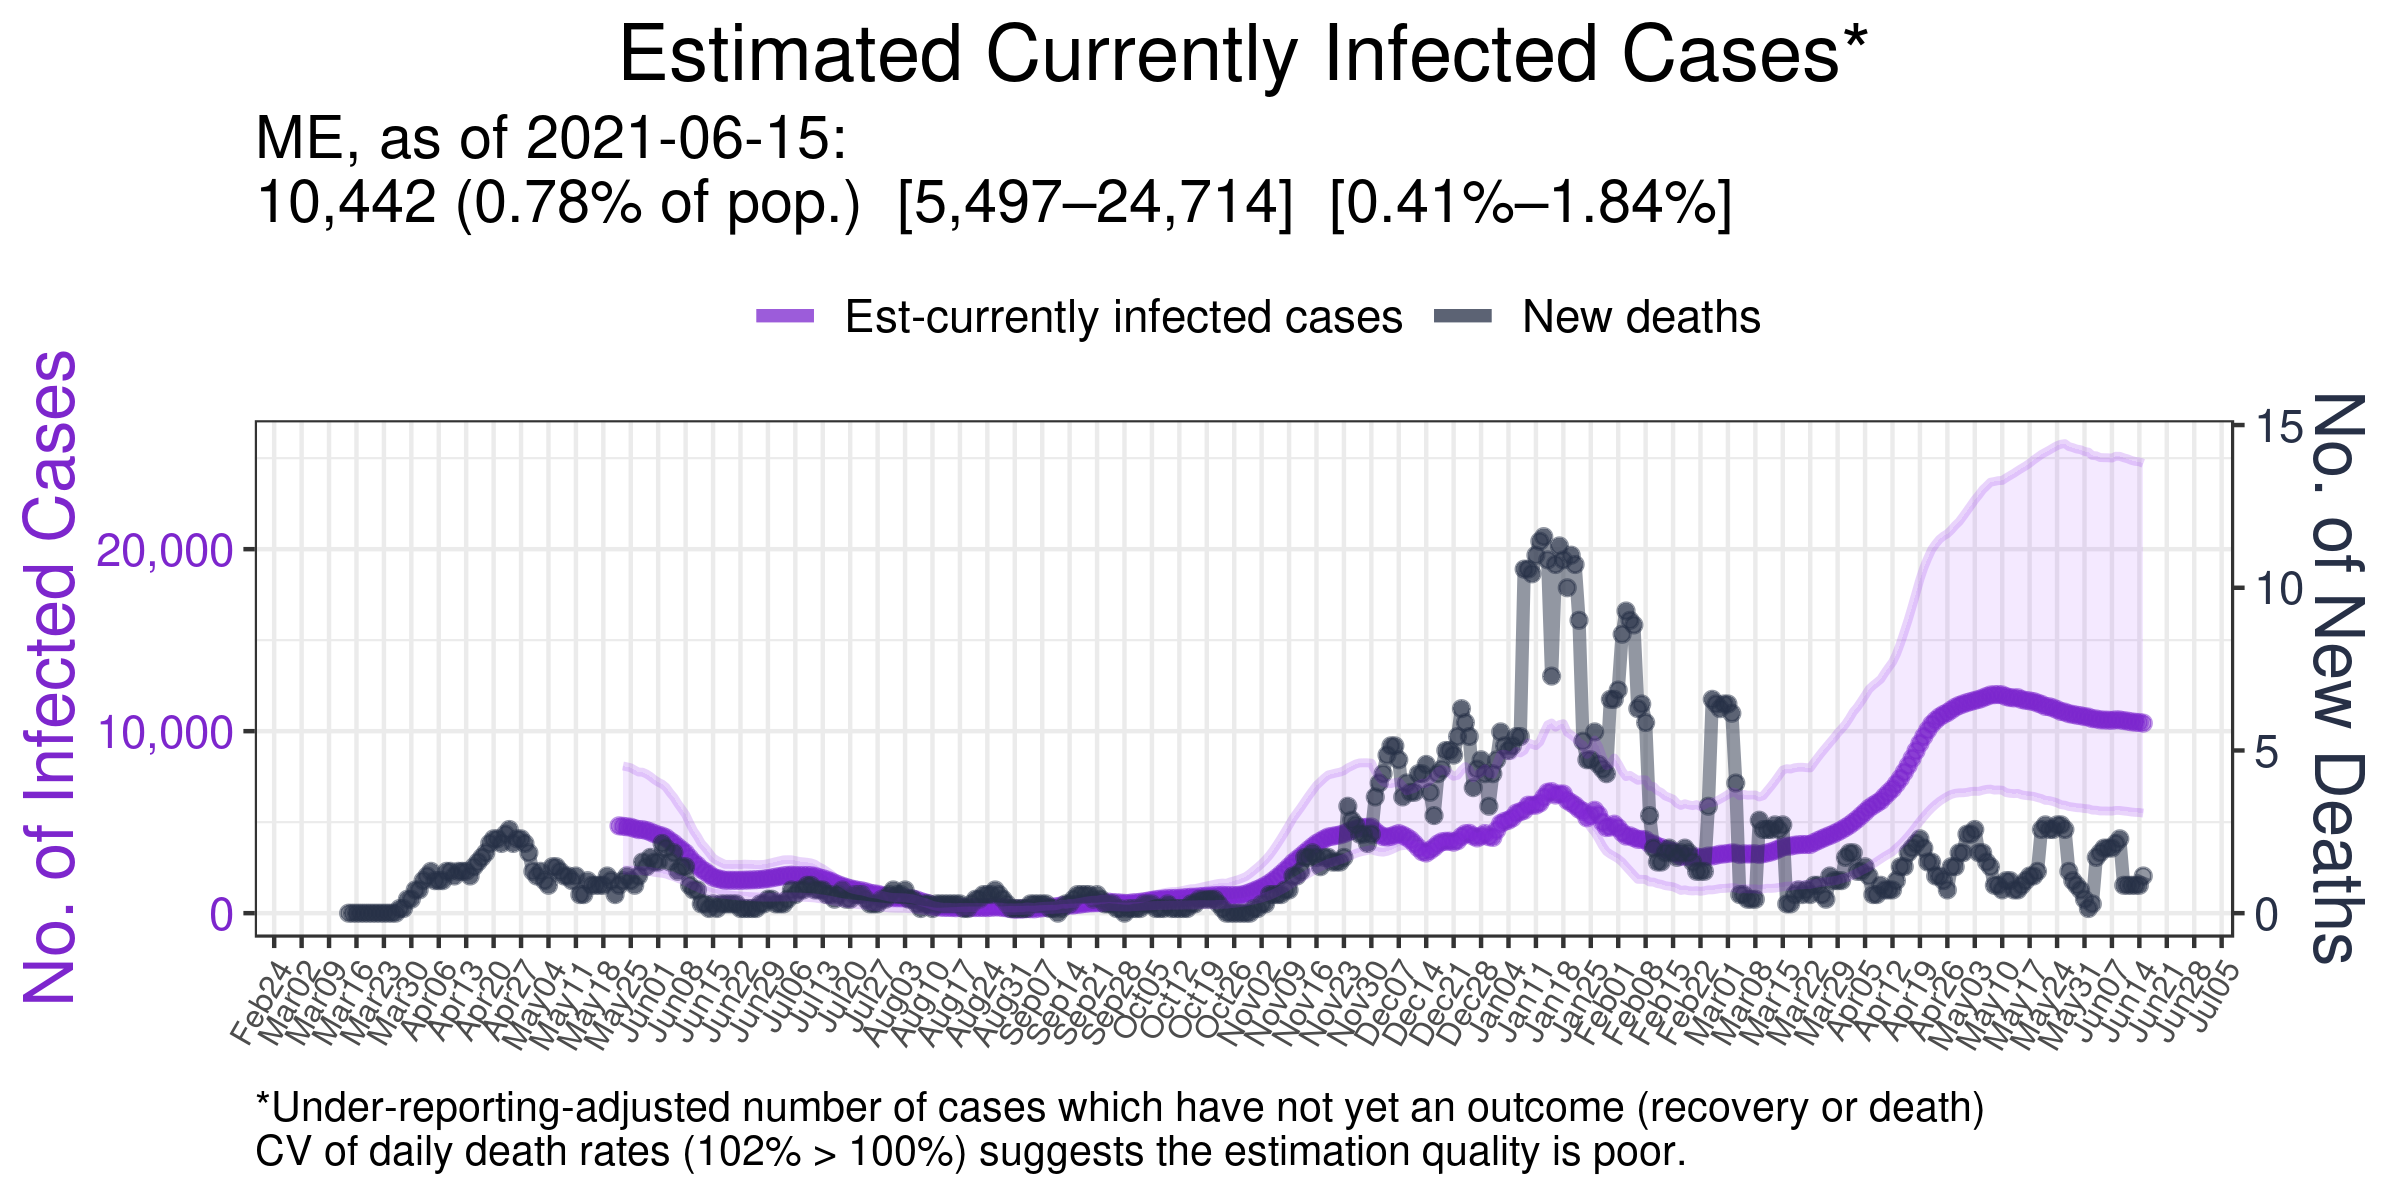 Estimated Currently Infected Cases*
ME, as of 2021-06-15:
10,442 (0.78% of pop.) [5,497–24,714] [0.41%–1.84%]
Est-currently infected cases New deaths
No. of Infected Cases
20,000
10,000
0
15
10
5
0
No. of New Deaths
Feb24 Mar02 Mar09 Mar16 Mar23 Mar30 Apr06 Apr13 Apr20 Apr27 May04 May11 May18 May25 Jun01 Jun08 Jun15 Jun22 Jun29 Jul06 Jul13 Jul20 Jul27 Aug03 Aug10 Aug17 Aug24 Aug31 Sep07 Sep14 Sep21 Sep28 Oct05 Oct12 Oct19 Oct26 Nov02 Nov09 Nov16 Nov23 Nov30 Dec07 Dec14 Dec21 Dec28 Jan04 Jan11 Jan18 Jan25 Feb01 Feb08 Feb15 Feb22 Mar01 Mar08 Mar15 Mar22 Mar29 Apr05 Apr12 Apr19 Apr26 May03 May10 May17 May24 May31 Jun07 Jun14 Jun21 Jun28 Jul05
*Under-reporting-adjusted number of cases which have not yet an outcome (recovery or death)
CV of daily death rates (102% > 100%) suggests the estimation quality is poor.